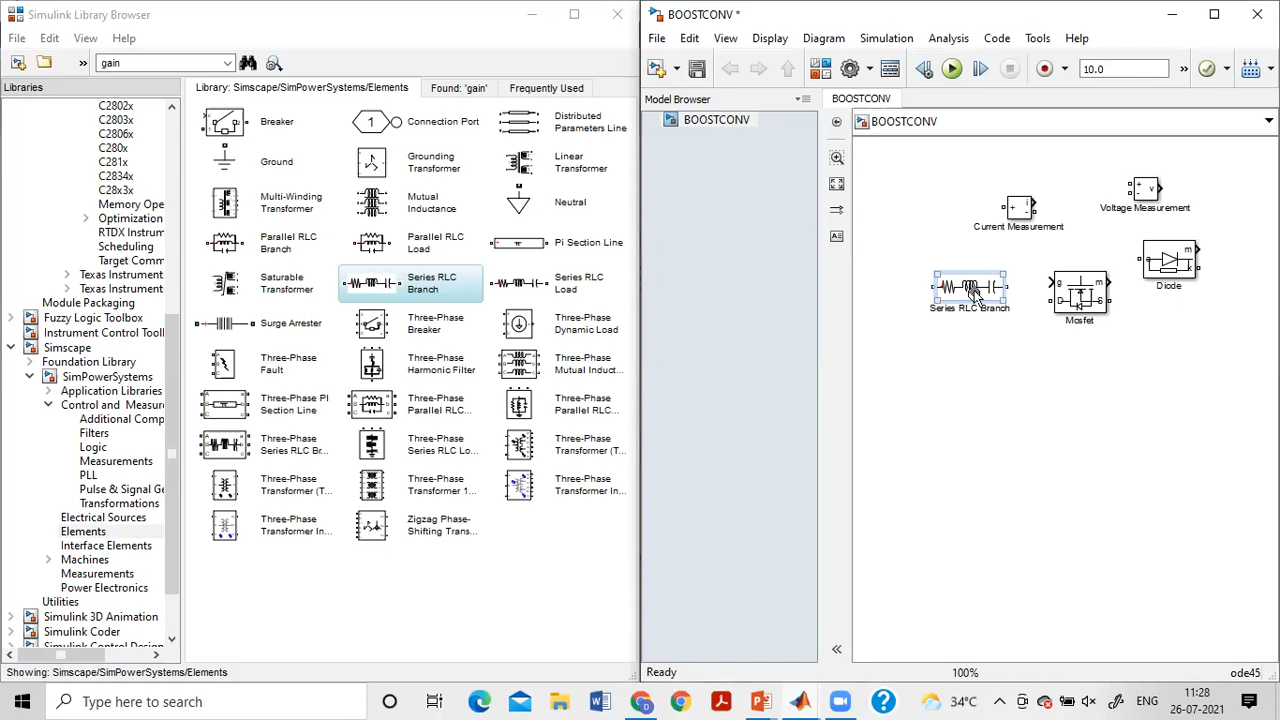 Simulink Library Browser
File Edit View Help
» gain
Libraries
C2802x
C2803x
C2806x
C280x
C281x
C2834x
C28x3x
Memory Ope
Optimization
RTDX Instrum
Scheduling
Target Comm
Texas Instrument
Texas Instrument
Module Packaging
Fuzzy Logic Toolbox
Instrument Control Tool
Simscape
Foundation Library
SimPowerSystems
Application Libraries
Control and Measur
Additional Comp
Filters
Logic
Measurements
PLL
Pulse & Signal Ge
Transformations
Electrical Sources
Elements
Interface Elements
Machines
Measurements
Power Electronics
Utilities
Simulink 3D Animation
Simulink Coder
Simulink Control Design
Library: Simscape/SimPowerSystems/Elements Found: 'gain' Frequently Used
Breaker
1 Connection Port
Distributed
Parameters Line
Ground
Grounding
Transformer
Linear
Transformer
Multi-Winding
Transformer
Mutual
Inductance
Neutral
Parallel RLC
Branch
Parallel RLC
Load
Pi Section Line
Saturable
Transformer
Series RLC
Branch
Series RLC
Load
Surge Arrester
Three-Phase
Breaker
Three-Phase
Dynamic Load
Three-Phase
Fault
Three-Phase
Harmonic Filter
Three-Phase
Mutual Induct...
Three-Phase PI
Section Line
Three-Phase
Parallel RLC...
Three-Phase
Parallel RLC...
Three-Phase
Series RLC Br...
Three-Phase
Series RLC Lo...
Three-Phase
Transformer (T...
Three-Phase
Transformer (T...
Three-Phase
Transformer 1...
Three-Phase
Transformer In...
Three-Phase
Transformer In...
Zigzag Phase-
Shifting Trans...
Showing: Simscape/SimPowerSystems/Elements
BOOSTCONV *
File Edit View Display Diagram Simulation Analysis Code Tools Help
10.0 »
Model Browser
BOOSTCONV
BOOSTCONV
BOOSTCONV
+ - v
Voltage Measurement
+ i -
Current Measurement
m k
Diode
Series RLC Branch
g m D S
Mosfet
Ready 100% ode45
Type here to search
34°C
ENG
11:28
26-07-2021